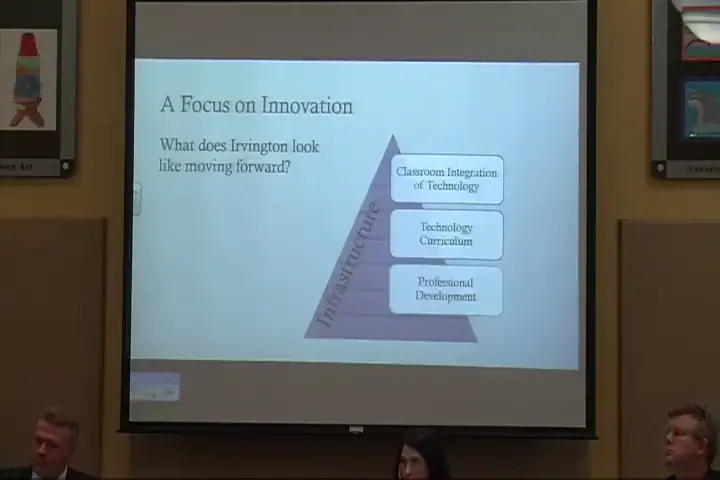 A Focus on Innovation
What does Irvington look
like moving forward?
Classroom Integration
of Technology
Technology
Curriculum
Professional
Development
Infrastructure
Art